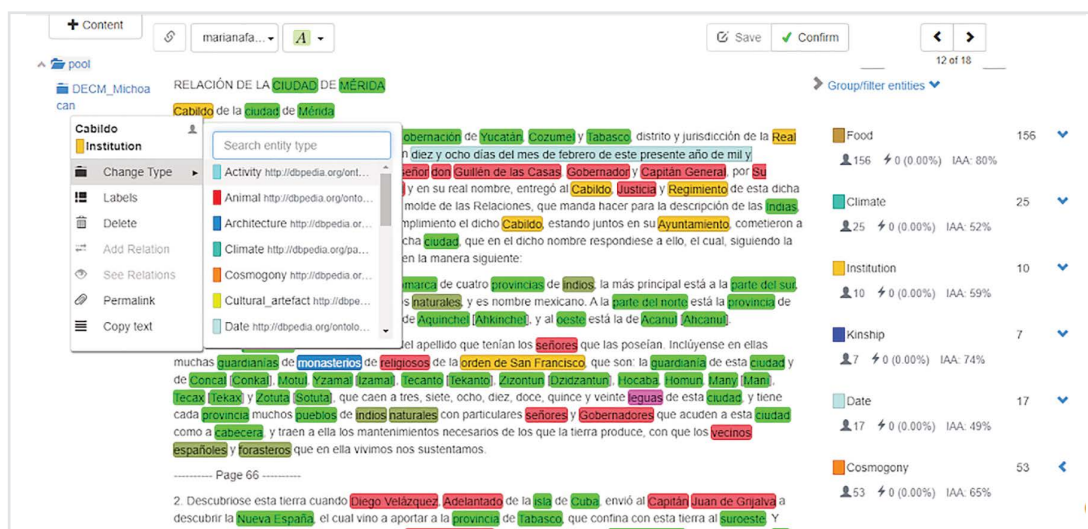 + Content
marianafa...
A
Save
Confirm
12 of 18
pool
DECM_Michoa
can
Cabildo
Institution
Change Type
Labels
Delete
Add Relation
See Relations
Permalink
Copy text
Search entity type
Activity http://dbpedia.org/ont...
Animal http://dbpedia.org/onto...
Architecture http://dbpedia.or...
Climate http://dbpedia.org/pa...
Cosmogony http://dbpedia.or...
Cultural_artefact http://dbpe...
Date http://dbpedia.org/ontolo...
RELACIÓN DE LA CIUDAD DE MÉRIDA
Cabildo de la ciudad de Mérida
obernación de Yucatán, Cozumel y Tabasco, distrito y jurisdicción de la Real
n diez y ocho días del mes de febrero de este presente año de mil y
señor don Guillén de las Casas, Gobernador y Capitán General, por Su
y en su real nombre, entregó al Cabildo, Justicia y Regimiento de esta dicha
molde de las Relaciones, que manda hacer para la descripción de las Indias,
mplimiento el dicho Cabildo, estando juntos en su Ayuntamiento, cometieron a
cha ciudad, que en el dicho nombre respondiese a ello, el cual, siguiendo la
en la manera siguiente:
omarca de cuatro provincias de indios, la más principal está a la parte del sur,
s naturales, y es nombre mexicano. A la parte del norte está la provincia de
de Aquinchel [Ahkinchel], y al oeste está la de Acanul [Ahcanul].
del apellido que tenían los señores que las poseían. Inclúyense en ellas
muchas guardianías de monasterios de religiosos de la orden de San Francisco, que son: la guardianía de esta ciudad y
de Concal [Conkal], Motul, Yzamal [Izamal], Tecanto [Tekanto], Zizontun [Dzidzantun], Hocaba, Homun, Many [Mani],
Tecax [Tekax] y Zotuta [Sotuta], que caen a tres, siete, ocho, diez, doce, quince y veinte leguas de esta ciudad, y tiene
cada provincia muchos pueblos de indios naturales con particulares señores y Gobernadores que acuden a esta ciudad
como a cabecera, y traen a ella los mantenimientos necesarios de los que la tierra produce, con que los vecinos
españoles y forasteros que en ella vivimos nos sustentamos.
---------- Page 66 ----------
2. Descubriose esta tierra cuando Diego Velázquez, Adelantado de la isla de Cuba, envió al Capitán Juan de Grijalva a
descubrir la Nueva España, el cual vino a aportar a la provincia de Tabasco, que confina con esta tierra al suroeste. Y
Group/filter entities
Food 156
156 0 (0.00%) IAA: 80%
Climate 25
25 0 (0.00%) IAA: 52%
Institution 10
10 0 (0.00%) IAA: 59%
Kinship 7
7 0 (0.00%) IAA: 74%
Date 17
17 0 (0.00%) IAA: 49%
Cosmogony 53
53 0 (0.00%) IAA: 65%